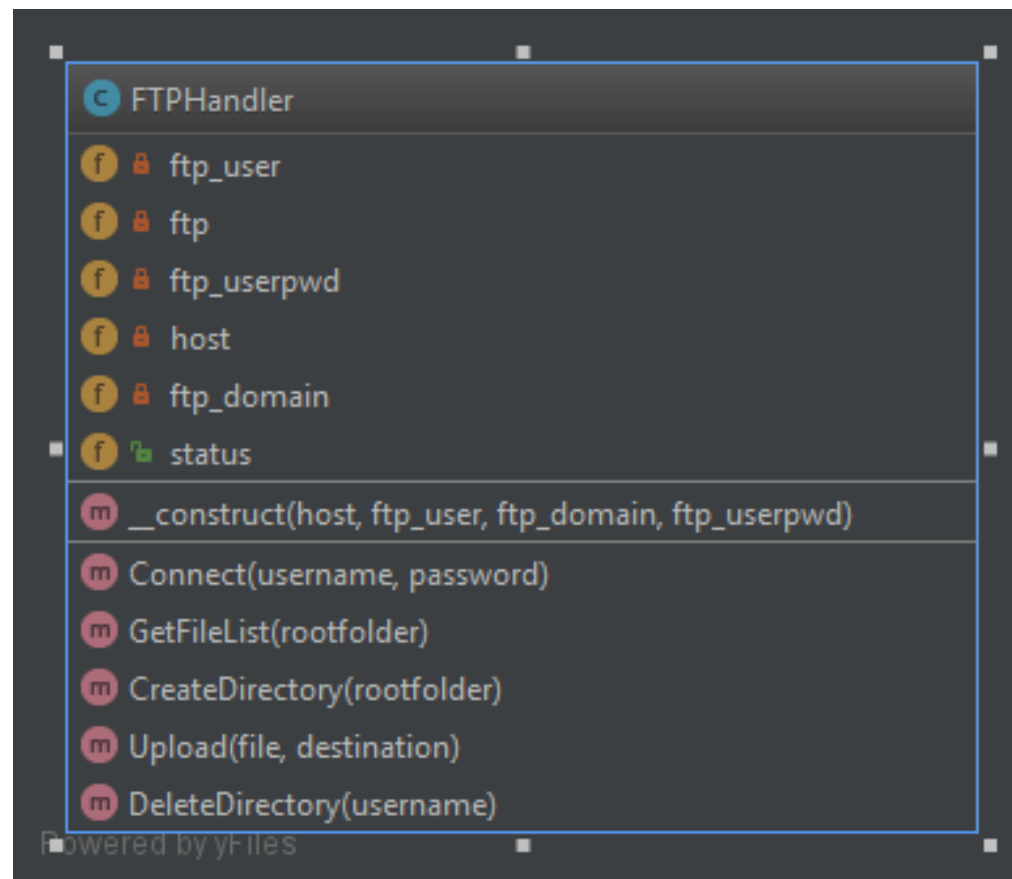 C FTPHandler
f ftp_user
f ftp
f ftp_userpwd
f host
f ftp_domain
f status
m __construct(host, ftp_user, ftp_domain, ftp_userpwd)
m Connect(username, password)
m GetFileList(rootfolder)
m CreateDirectory(rootfolder)
m Upload(file, destination)
m DeleteDirectory(username)
Powered by yFiles